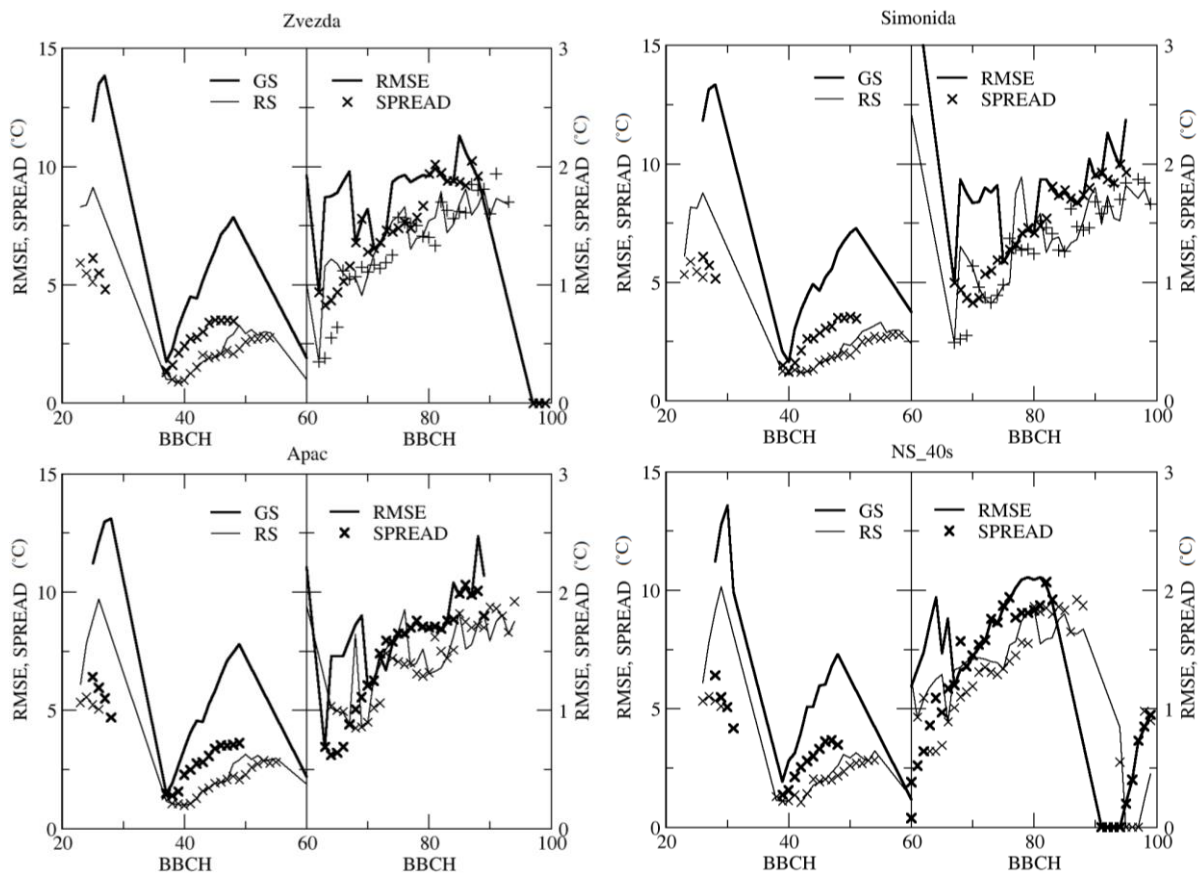 Zvezda
15
10
5
0
RMSE, SPREAD (˚C)
GS
RS
RMSE
SPREAD
3
2
1
0
RMSE, SPREAD (˚C)
20 40 60 80 100
BBCH BBCH
Simonida
15
10
5
0
RMSE, SPREAD (˚C)
GS
RS
RMSE
SPREAD
3
2
1
0
RMSE, SPREAD (˚C)
20 40 60 80 100
BBCH BBCH
Apac
15
10
5
0
RMSE, SPREAD (˚C)
GS
RS
RMSE
SPREAD
3
2
1
0
RMSE, SPREAD (˚C)
20 40 60 80 100
BBCH BBCH
NS_40s
15
10
5
0
RMSE, SPREAD (˚C)
GS
RS
RMSE
SPREAD
3
2
1
0
RMSE, SPREAD (˚C)
20 40 60 80 100
BBCH BBCH